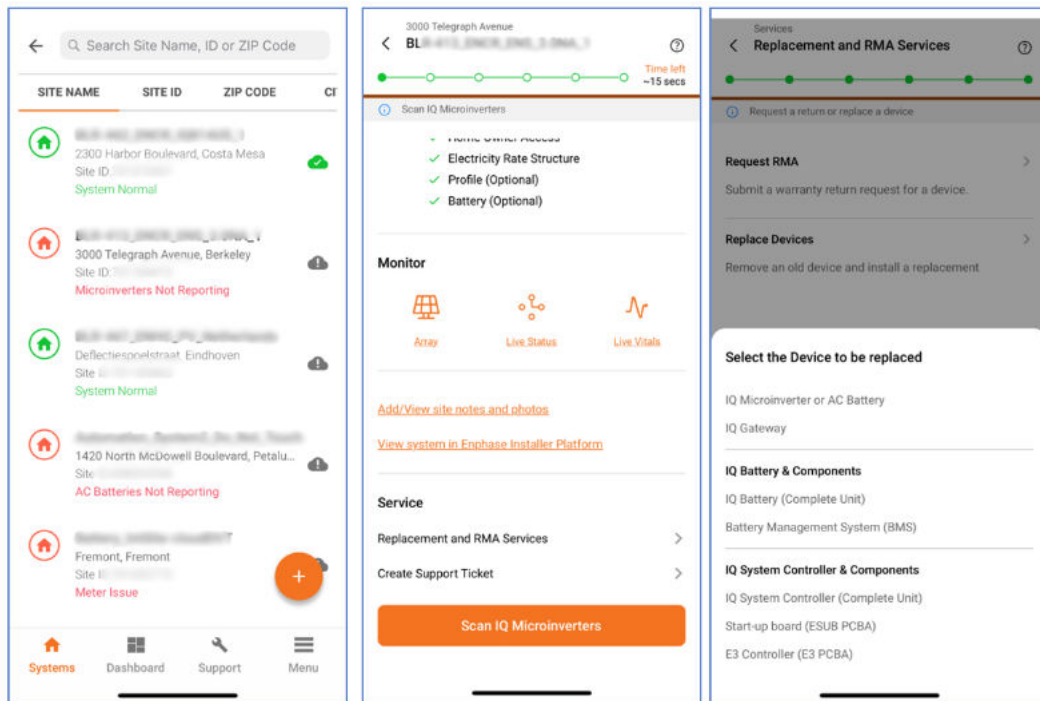 Search Site Name, ID or ZIP Code
SITE NAME SITE ID ZIP CODE CI
2300 Harbor Boulevard, Costa Mesa
Site ID:
System Normal
3000 Telegraph Avenue, Berkeley
Site ID:
Microinverters Not Reporting
Deflectiespoelstraat, Eindhoven
Site I
System Normal
1420 North McDowell Boulevard, Petalu...
Site
AC Batteries Not Reporting
Fremont, Fremont
Site I
Meter Issue
+
Systems Dashboard Support Menu
3000 Telegraph Avenue
BL
Time left
~15 secs
Scan IQ Microinverters
Home Owner Access
Electricity Rate Structure
Profile (Optional)
Battery (Optional)
Monitor
Array Live Status Live Vitals
Add/View site notes and photos
View system in Enphase Installer Platform
Service
Replacement and RMA Services
Create Support Ticket
Scan IQ Microinverters
Services
Replacement and RMA Services
Request a return or replace a device
Request RMA
Submit a warranty return request for a device.
Replace Devices
Remove an old device and install a replacement
Select the Device to be replaced
IQ Microinverter or AC Battery
IQ Gateway
IQ Battery & Components
IQ Battery (Complete Unit)
Battery Management System (BMS)
IQ System Controller & Components
IQ System Controller (Complete Unit)
Start-up board (ESUB PCBA)
E3 Controller (E3 PCBA)